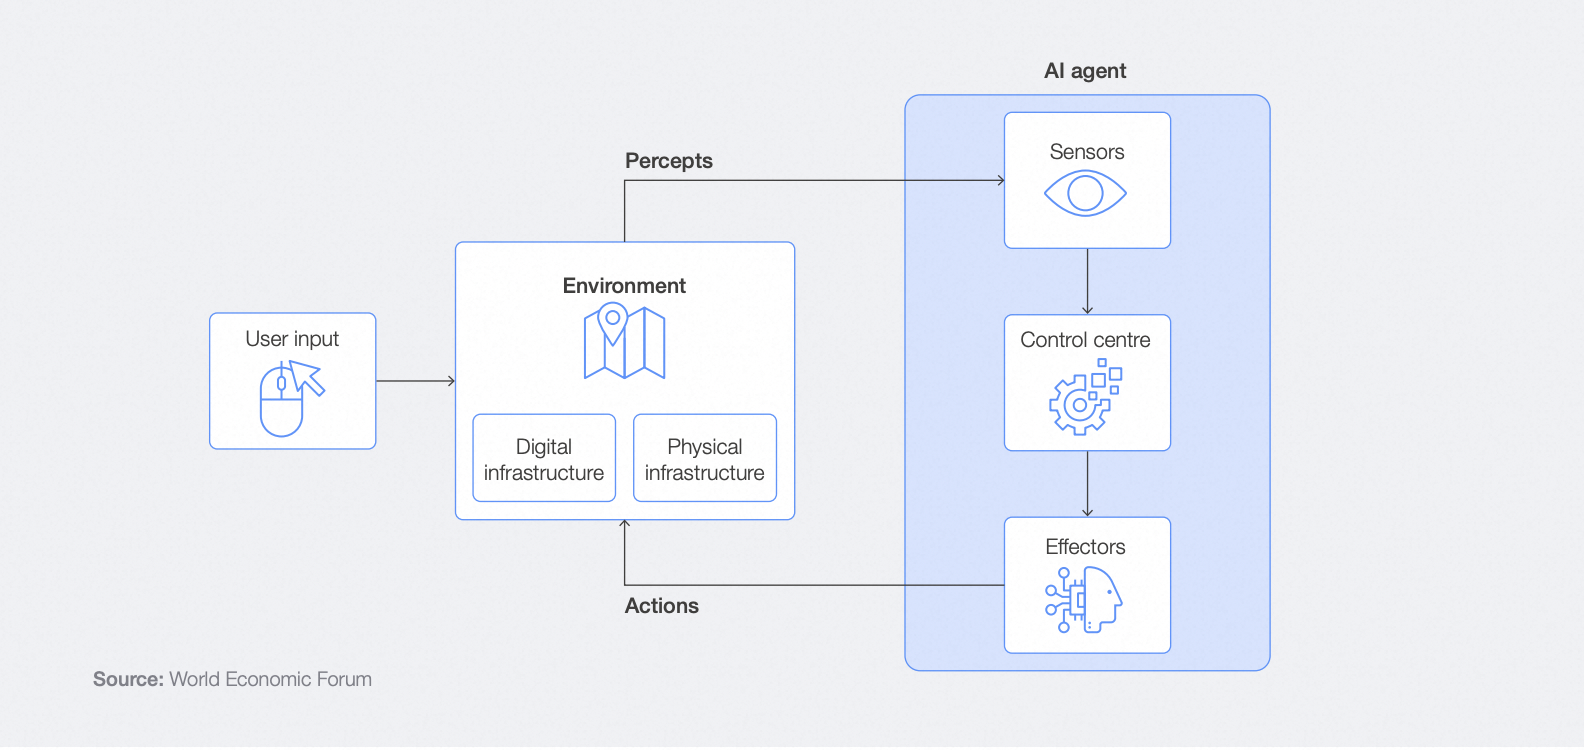 AI agent
Sensors
Percepts
Environment
User input
Control centre
Digital
infrastructure
Physical
infrastructure
Effectors
Actions
Source: World Economic Forum